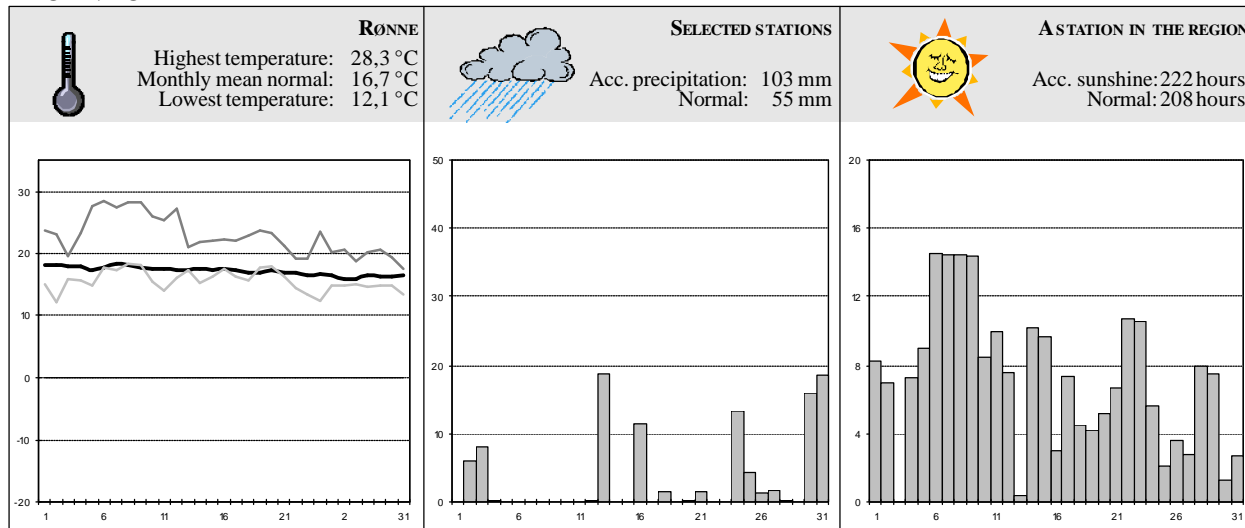 RØNNE
Highest temperature: 28,3 °C
Monthly mean normal: 16,7 °C
Lowest temperature: 12,1 °C
30
20
10
0
-10
-20
1 6 11 16 21 2 31
SELECTED STATIONS
Acc. precipitation: 103 mm
Normal: 55 mm
50
40
30
20
10
0
1 6 11 16 21 26 31
A STATION IN THE REGION
Acc. sunshine: 222 hours
Normal: 208 hours
20
16
12
8
4
0
1 6 11 16 21 26 31